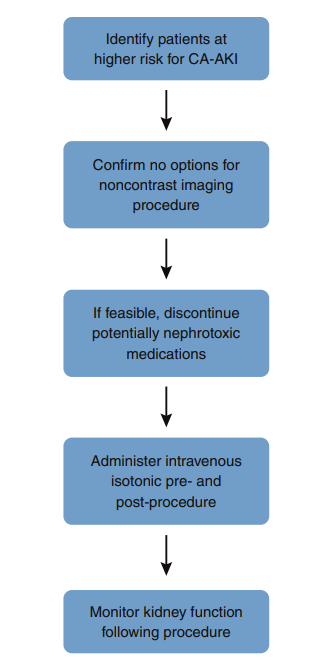 Identify patients at
higher risk for CA-AKI
Confirm no options for
noncontrast imaging
procedure
If feasible, discontinue
potentially nephrotoxic
medications
Administer intravenous
isotonic pre- and
post-procedure
Monitor kidney function
following procedure